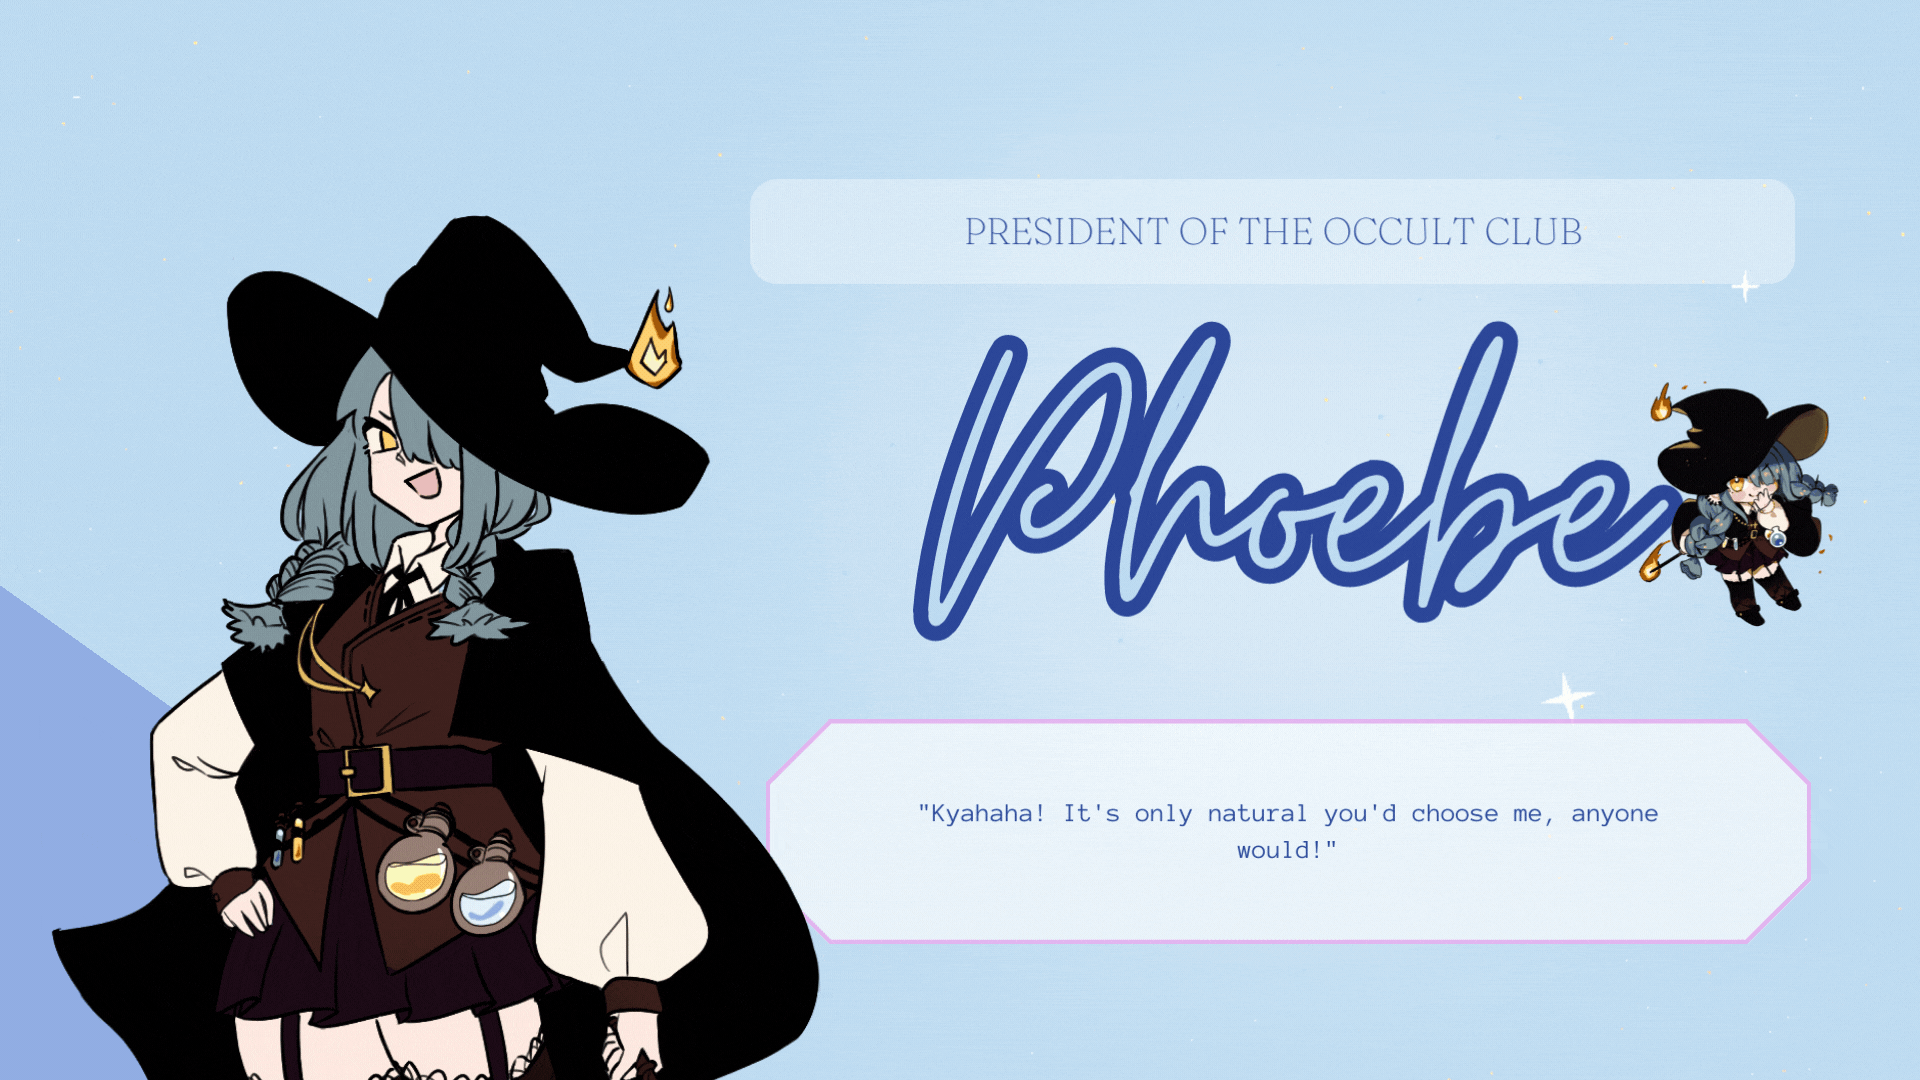 PRESIDENT OF THE OCCULT CLUB
Phoebe
"Kyahaha! It's only natural you'd choose me, anyone
would!"